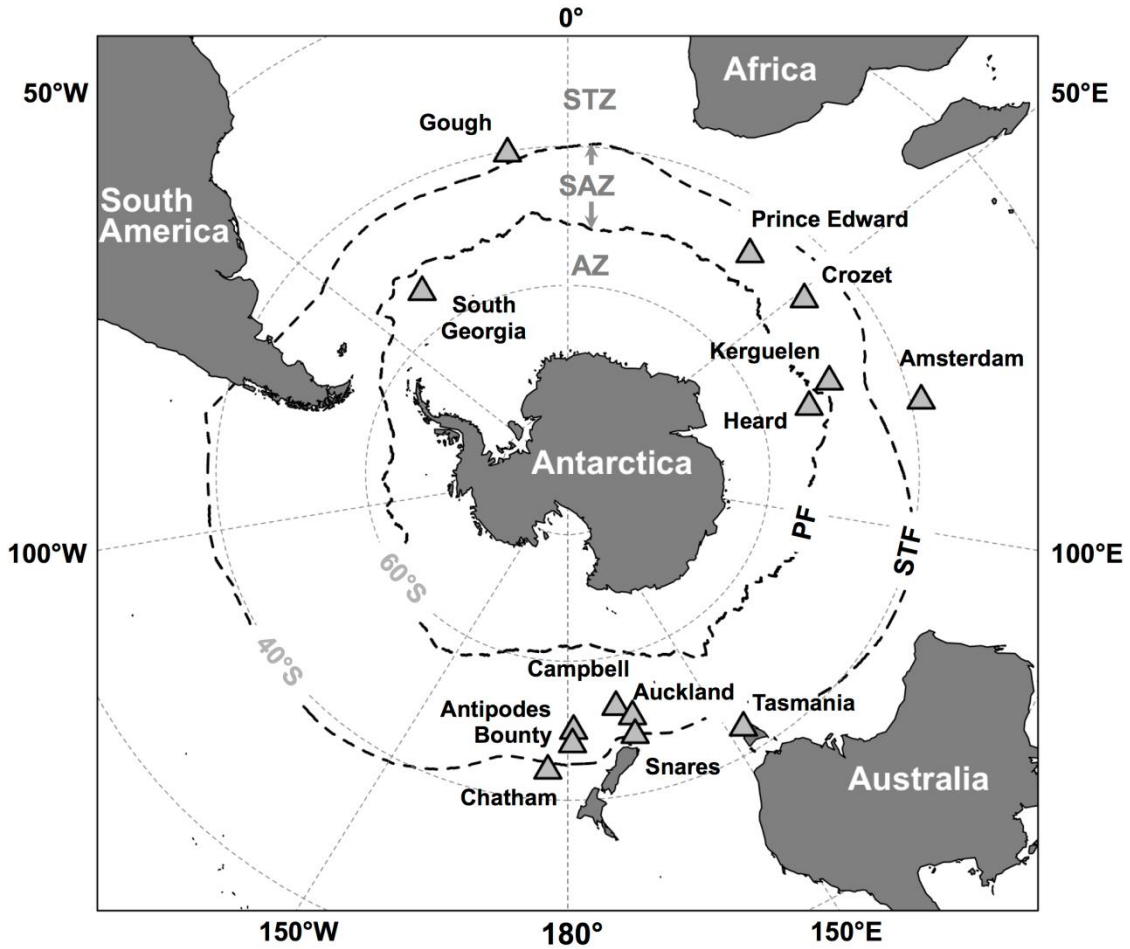 0°
50°W
Africa
50°E
STZ
Gough
SAZ
South
America
Prince Edward
AZ
Crozet
South
Georgia
Kerguelen
Amsterdam
Heard
Antarctica
PF
STF
100°W
100°E
60°S
40°S
Campbell
Auckland
Antipodes
Tasmania
Bounty
Snares
Chatham
Australia
150°W
180°
150°E